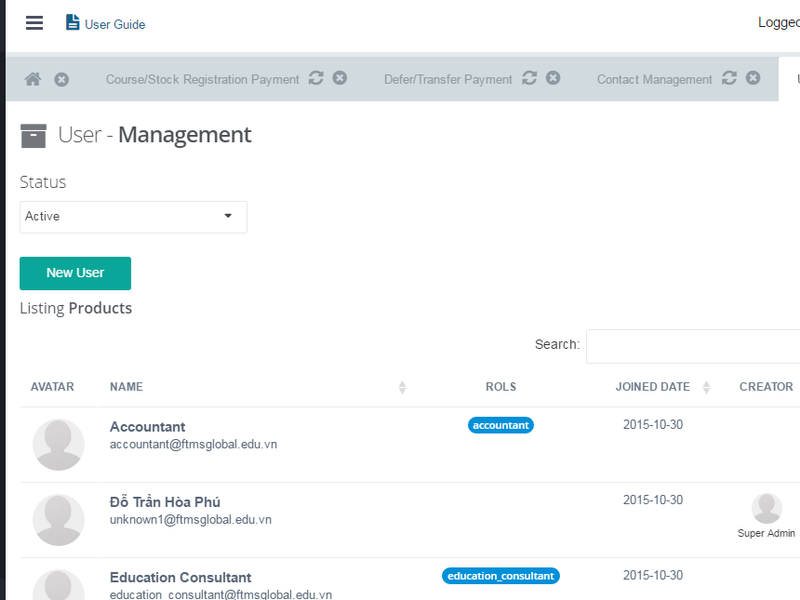 User Guide
Logged
Course/Stock Registration Payment
Defer/Transfer Payment
Contact Management
User - Management
Status
Active
New User
Listing Products
Search:
AVATAR NAME ROLS JOINED DATE CREATOR
Accountant accountant 2015-10-30
accountant@ftmsglobal.edu.vn
Đỗ Trần Hòa Phú 2015-10-30
unknown1@ftmsglobal.edu.vn
Super Admin
Education Consultant education_consultant 2015-10-30
education_consultant@ftmsglobal.edu.vn